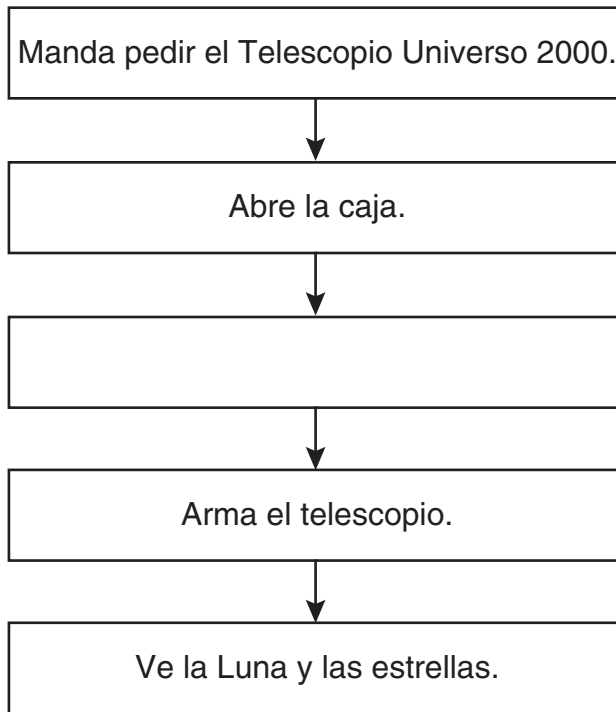 Manda pedir el Telescopio Universo 2000.
Abre la caja.
Arma el telescopio.
Ve la Luna y las estrellas.